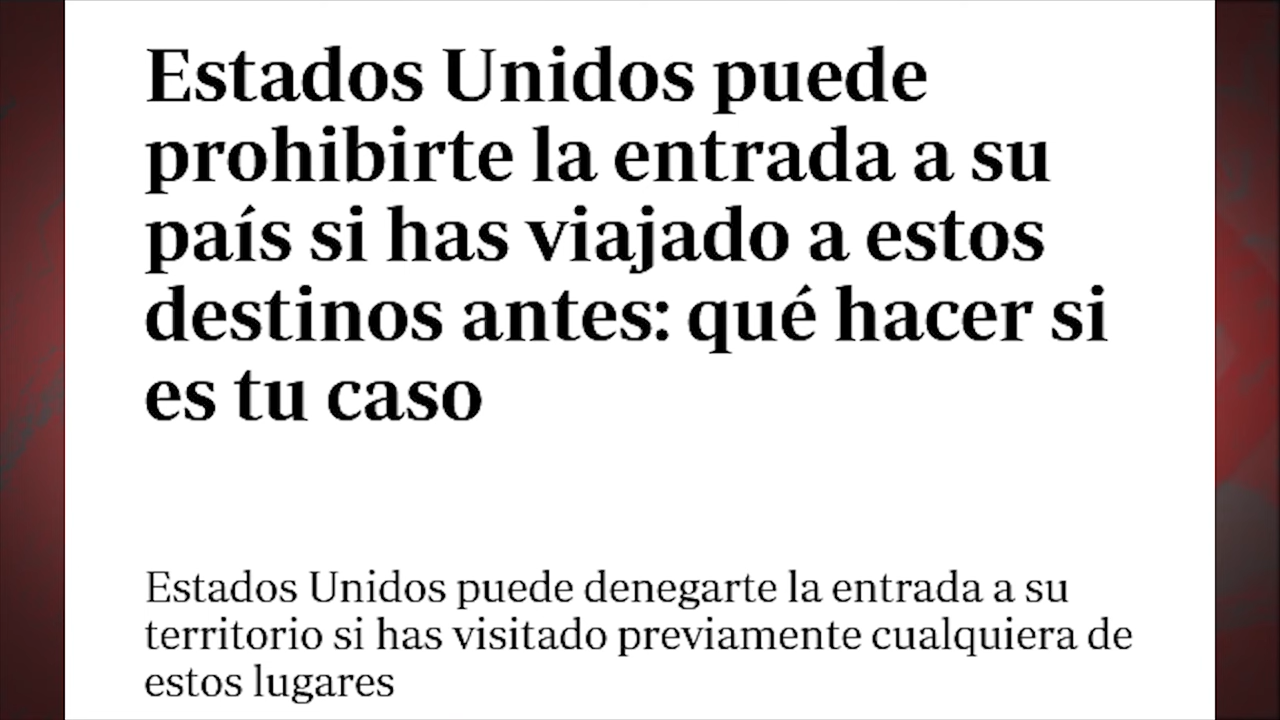 Estados Unidos puede
prohibirte la entrada a su
país si has viajado a estos
destinos antes: qué hacer si
es tu caso
Estados Unidos puede denegarte la entrada a su
territorio si has visitado previamente cualquiera de
estos lugares